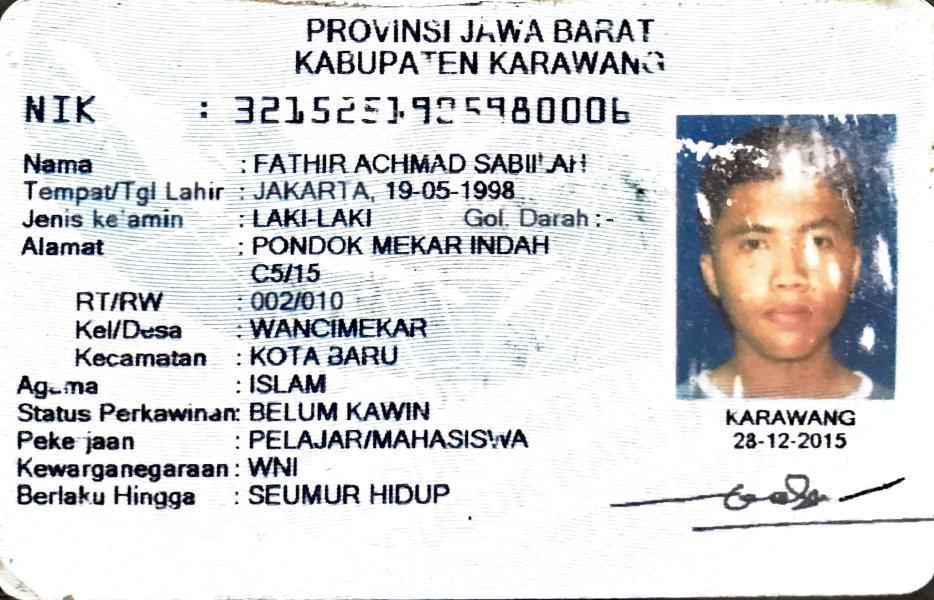 PROVINSI JAWA BARAT
KABUPATEN KARAWANG
NIK :
Nama : FATHIR ACHMAD
Tempat/Tgl Lahir : JAKARTA, 19-05-1998
Jenis kelamin : LAKI-LAKI Gol. Darah : -
Alamat : PONDOK MEKAR INDAH
C5/15
RT/RW : 002/010
Kel/Desa : WANCIMEKAR
Kecamatan : KOTA BARU
Agama : ISLAM
Status Perkawinan: BELUM KAWIN
Pekerjaan : PELAJAR/MAHASISWA
Kewarganegaraan: WNI
Berlaku Hingga : SEUMUR HIDUP
KARAWANG
28-12-2015